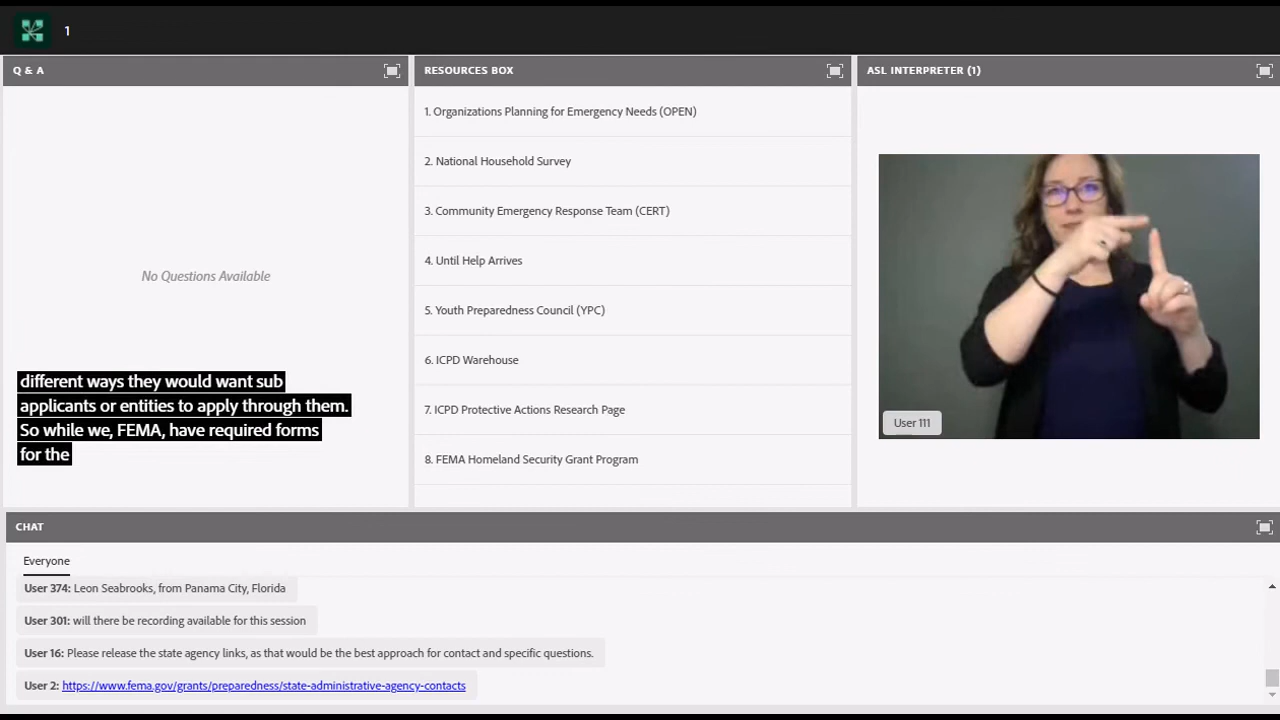 1
Q & A
No Questions Available
different ways they would want sub
applicants or entities to apply through them.
So while we, FEMA, have required forms
for the
RESOURCES BOX
1. Organizations Planning for Emergency Needs (OPEN)
2. National Household Survey
3. Community Emergency Response Team (CERT)
4. Until Help Arrives
5. Youth Preparedness Council (YPC)
6. ICPD Warehouse
7. ICPD Protective Actions Research Page
8. FEMA Homeland Security Grant Program
ASL INTERPRETER (1)
User 111
CHAT
Everyone
User 374: Leon Seabrooks, from Panama City, Florida
User 301: will there be recording available for this session
User 16: Please release the state agency links, as that would be the best approach for contact and specific questions.
User 2: https://www.fema.gov/grants/preparedness/state-administrative-agency-contacts